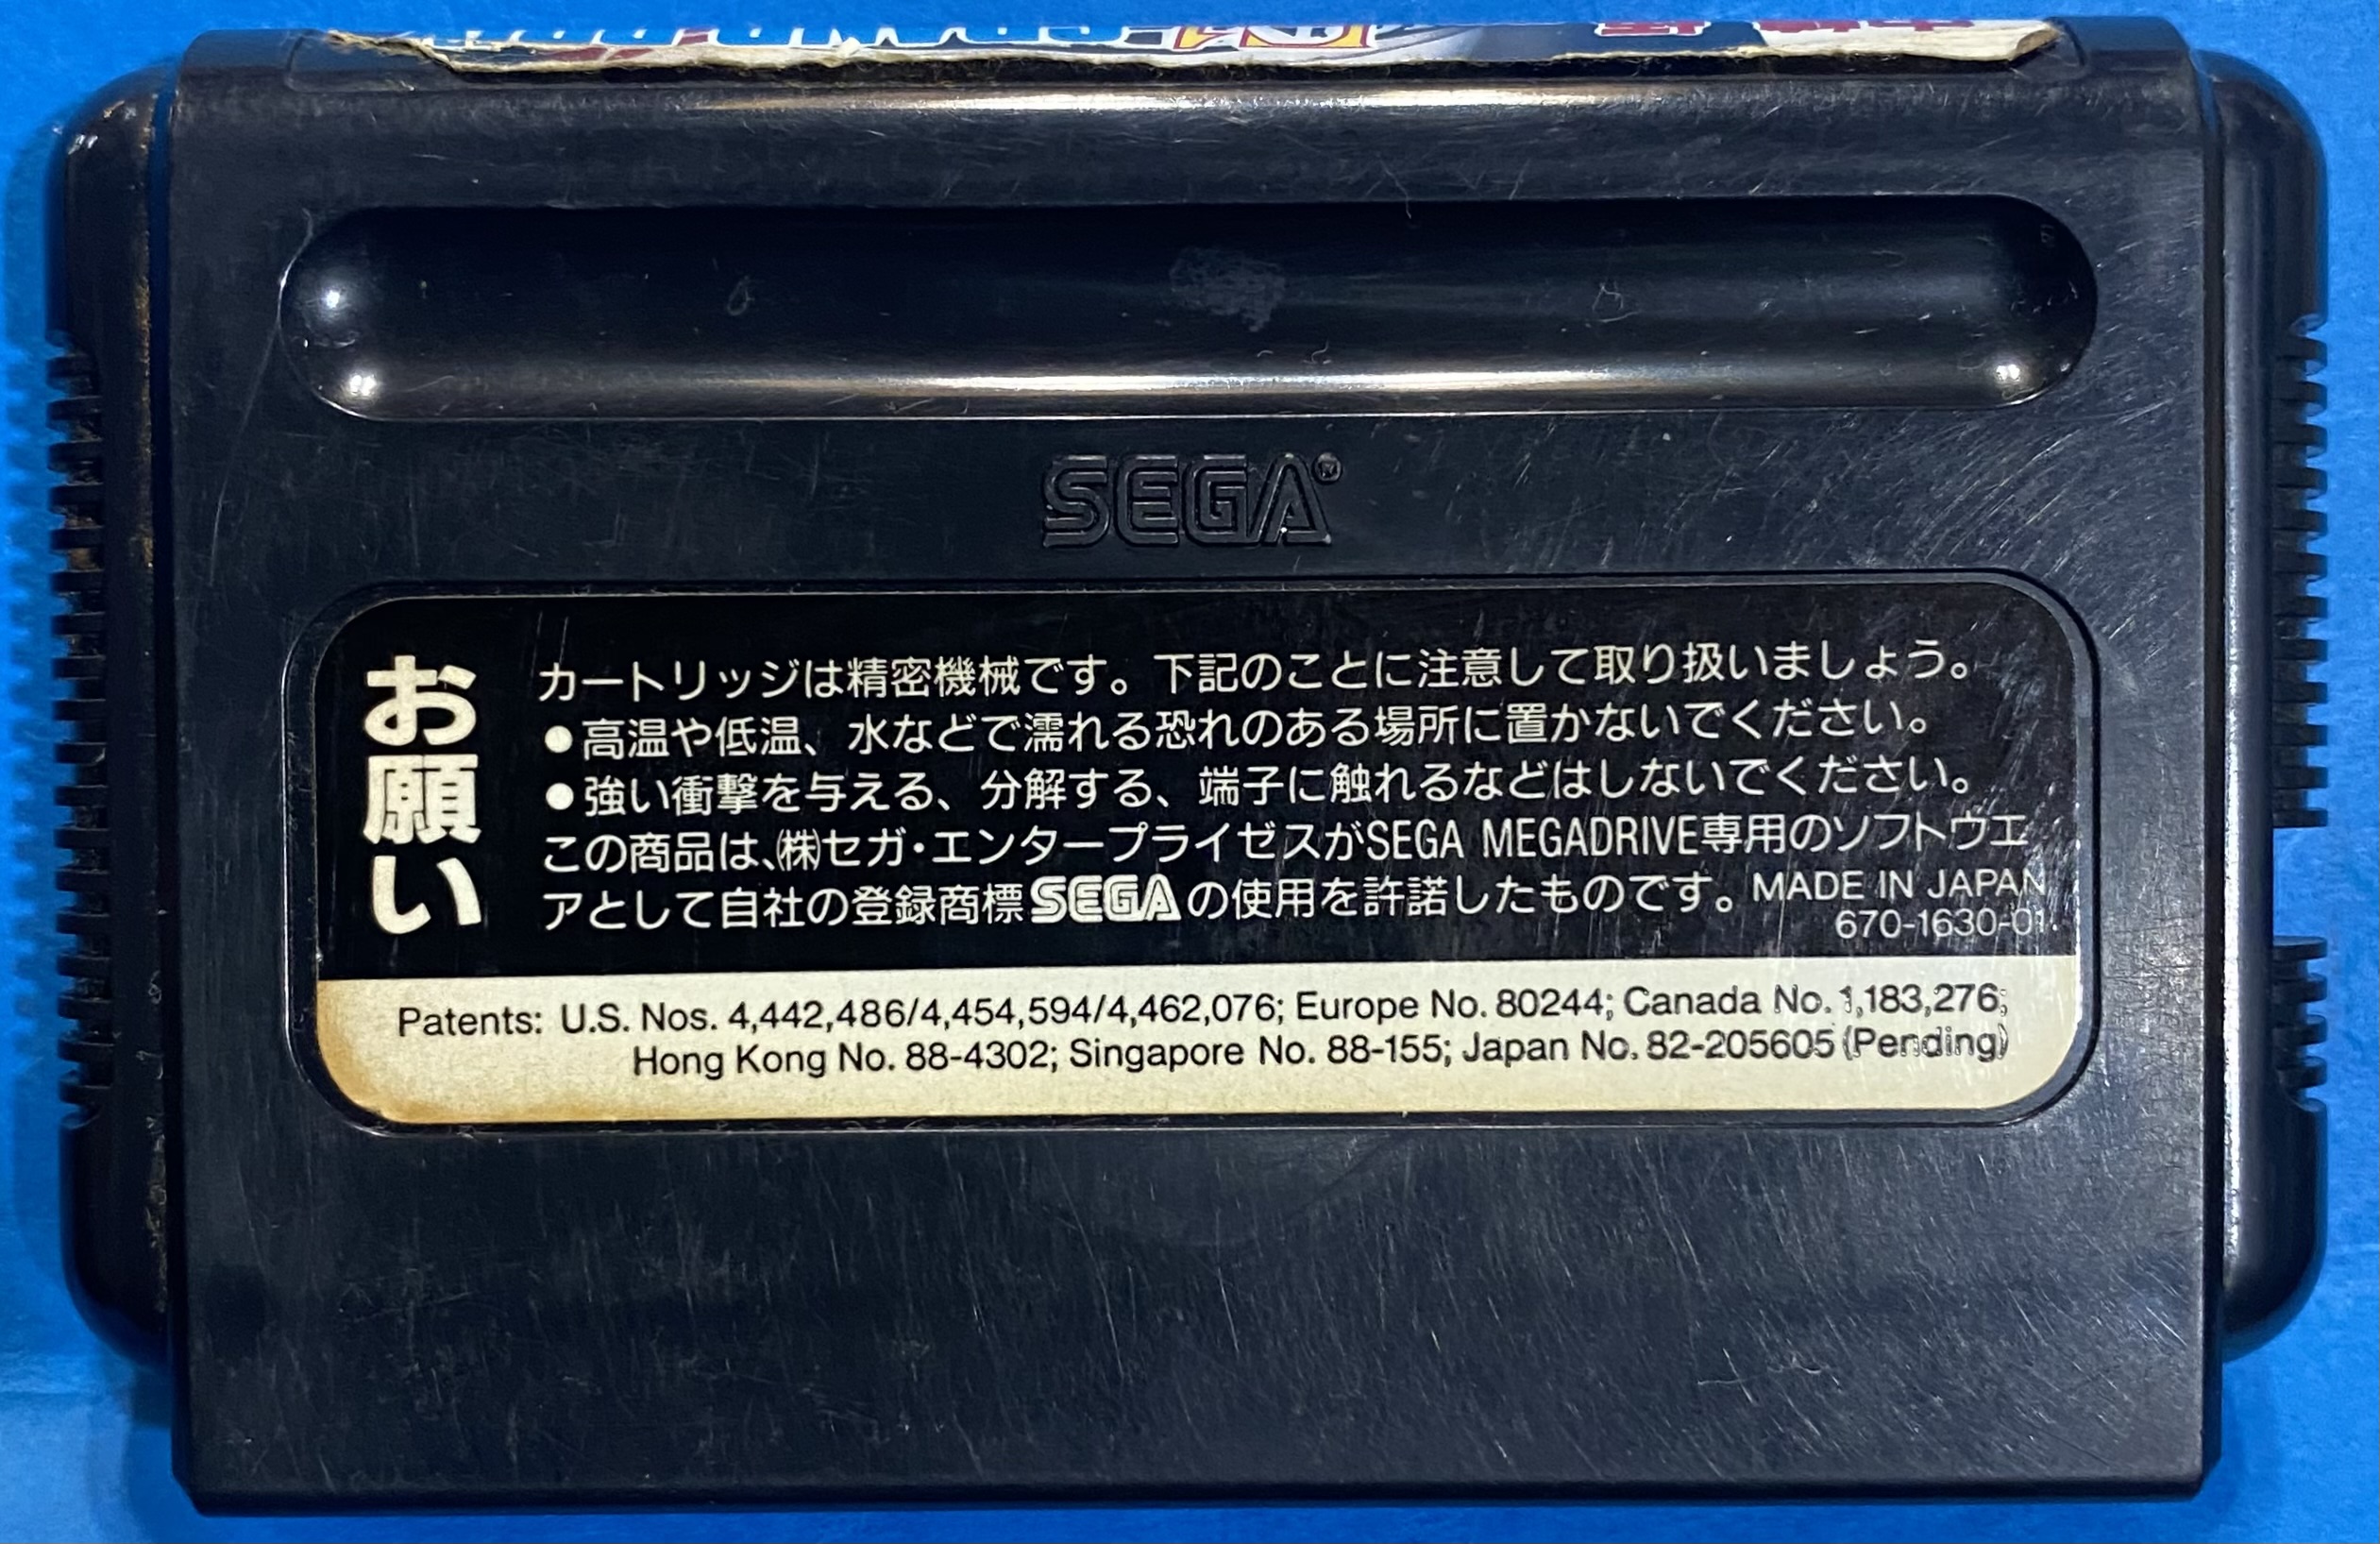 SEGA
お願い
カートリッジは精密機械です。下記のことに注意して取り扱いましょう。
●高温や低温、水などで濡れる恐れのある場所に置かないでください。
●強い衝撃を与える、分解する、端子に触れるなどはしないでください。
この商品は、㈱セガ・エンタープライゼスがSEGA MEGADRIVE専用のソフトウエ
アとして自社の登録商標SEGAの使用を許諾したものです。MADE IN JAPAN
670-1630-01
Patents: U.S. Nos. 4,442,486/4,454,594/4,462,076; Europe No. 80244; Canada No. 1,183,276;
Hong Kong No. 88-4302; Singapore No. 88-155; Japan No. 82-205605 (Pending)